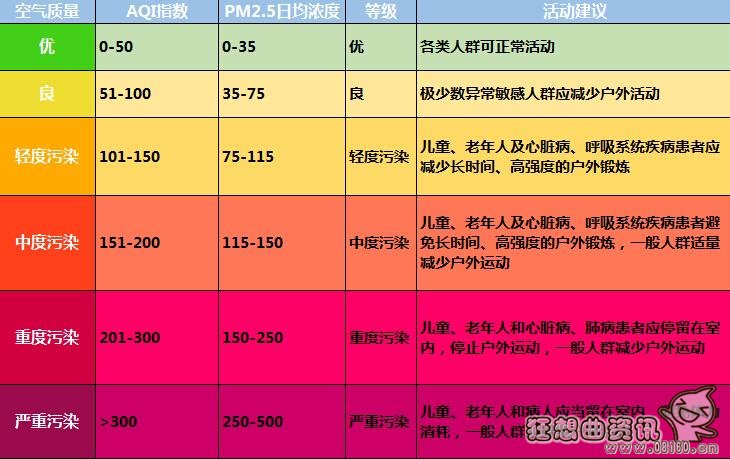 空气质量 AQI指数 PM2.5日均浓度 等级 活动建议
优 0-50 0-35 优 各类人群可正常活动
良 51-100 35-75 良 极少数异常敏感人群应减少户外活动
轻度污染 101-150 75-115 轻度污染 儿童、老年人及心脏病、呼吸系统疾病患者应
减少长时间、高强度的户外锻炼
中度污染 151-200 115-150 中度污染 儿童、老年人及心脏病、呼吸系统疾病患者避
免长时间、高强度的户外锻炼，一般人群适量
减少户外运动
重度污染 201-300 150-250 重度污染 儿童、老年人和心脏病、肺病患者应停留在室
内，停止户外运动，一般人群减少户外运动
严重污染 >300 250-500 严重污染 儿童、老年人和病人应当留在室内
消耗，一般人群
狂想曲资讯
www.08160.cn